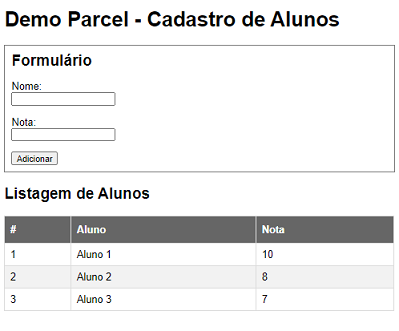 Demo Parcel - Cadastro de Alunos
Formulário
Nome:
Nota:
Adicionar
Listagem de Alunos
# Aluno Nota
1 Aluno 1 10
2 Aluno 2 8
3 Aluno 3 7